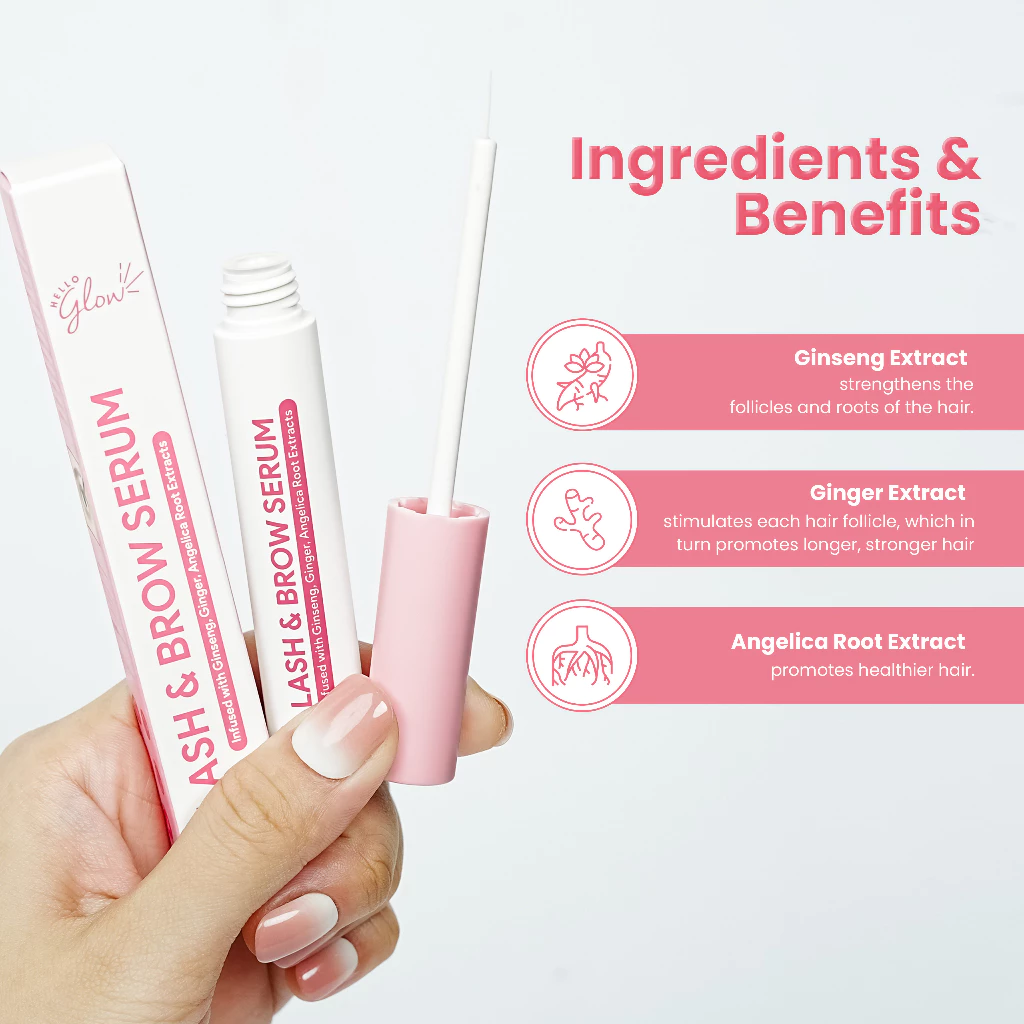 Ingredients &
Benefits
HELLO
Glow
ASH & BROW SERUM
Infused with Ginseng, Ginger, Angelica Root Extracts
LASH & BROW SERUM
fused with Ginseng, Ginger, Angelica Root Extracts
Ginseng Extract
strengthens the
follicles and roots of the hair.
Ginger Extract
stimulates each hair follicle, which in
turn promotes longer, stronger hair
Angelica Root Extract
promotes healthier hair.